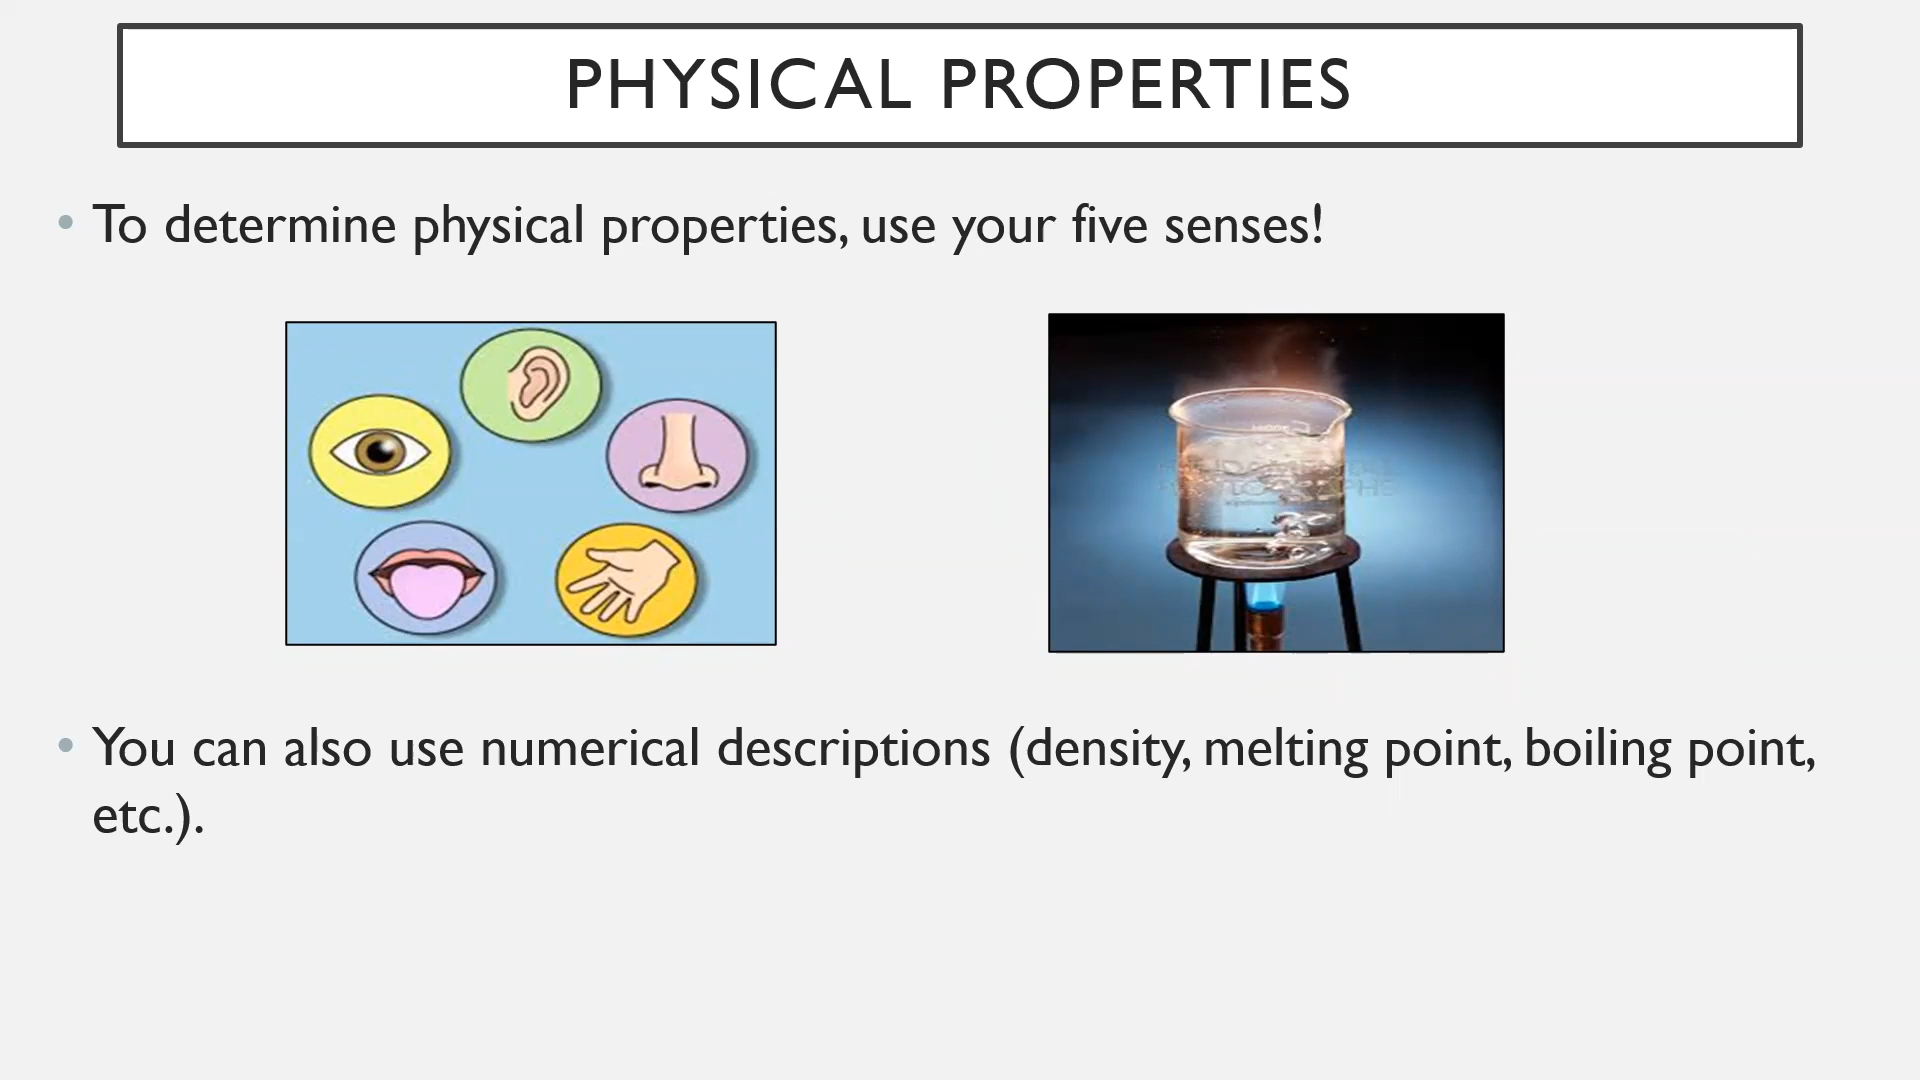 PHYSICAL PROPERTIES
• To determine physical properties, use your five senses!
• You can also use numerical descriptions (density, melting point, boiling point,
etc.).